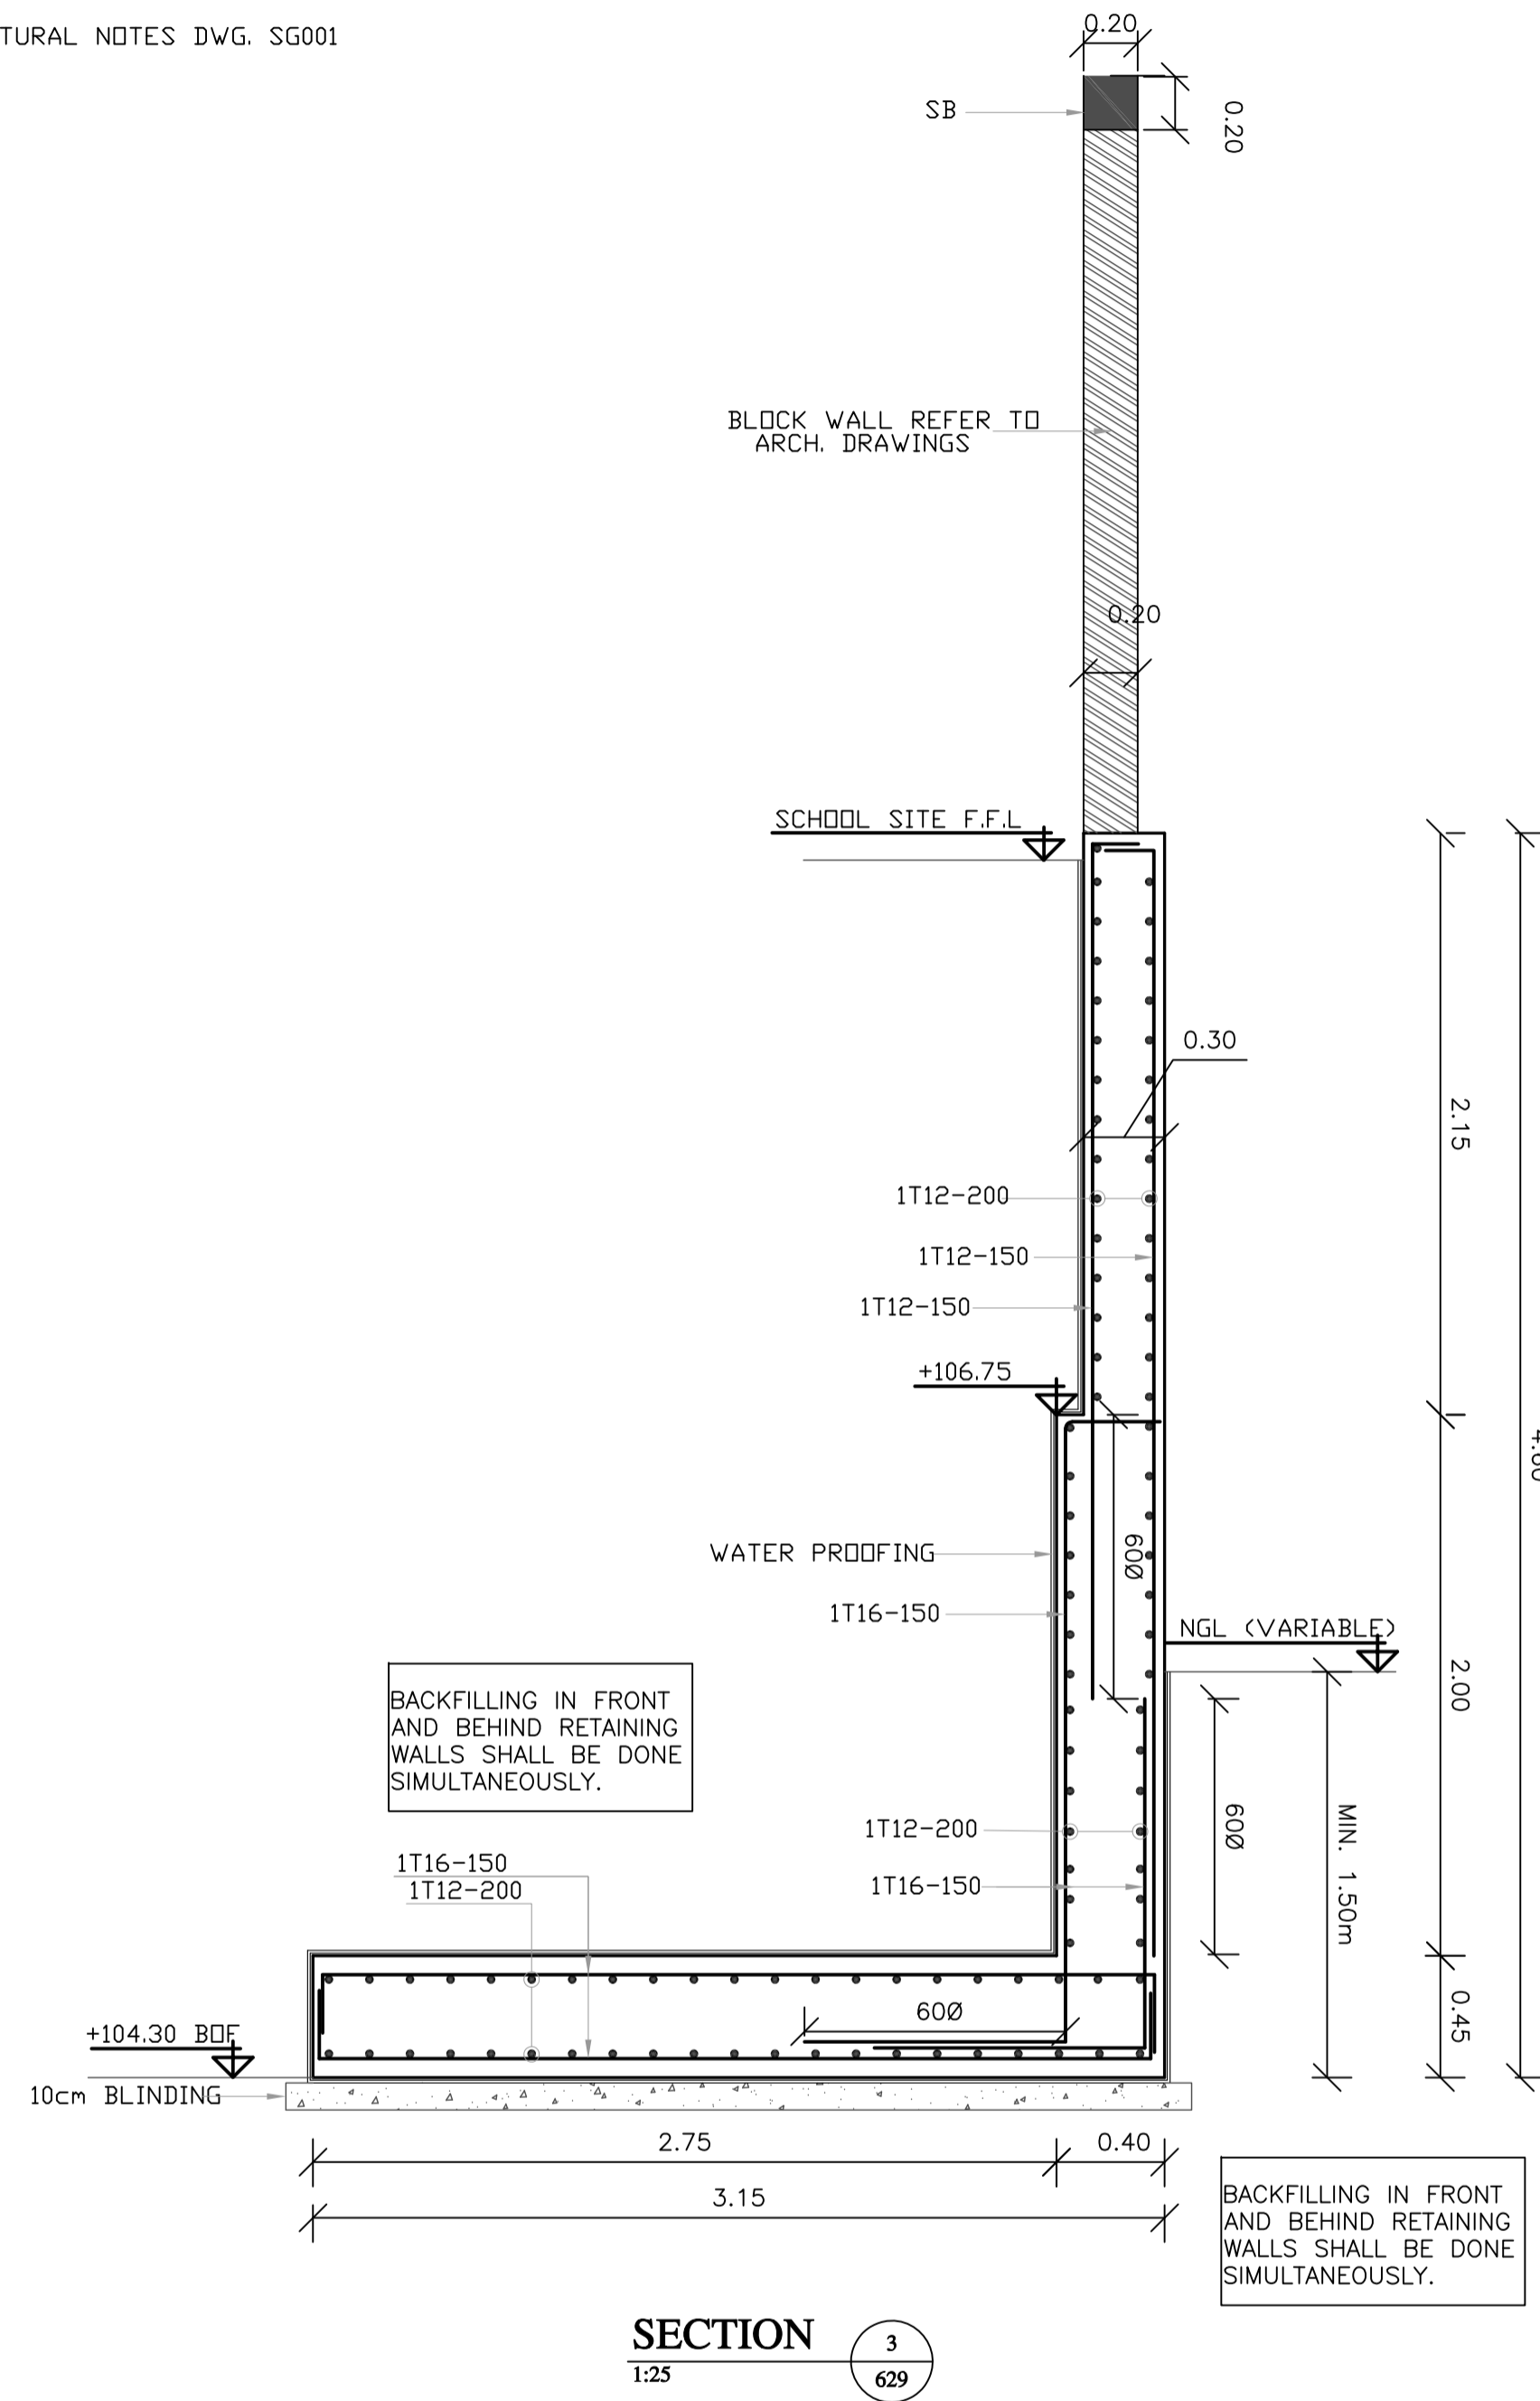 TURAL NOTES DWG. SG001
0.20
SB
0.20
BLOCK WALL REFER TO
ARCH. DRAWINGS
0.20
SCHOOL SITE F.F.L
0.30
2.15
1T12-200
1T12-150
1T12-150
+106.75
4.60
600̸
WATER PROOFING
1T16-150
NGL (VARIABLE)
2.00
BACKFILLING IN FRONT
AND BEHIND RETAINING
WALLS SHALL BE DONE
SIMULTANEOUSLY.
60Ø
MIN. 1.50m
1T12-200
1T16-150
1T12-200
1T16-150
60Ø
0.45
+104.30 BOF
10cm BLINDING
2.75
0.40
3.15
BACKFILLING IN FRONT
AND BEHIND RETAINING
WALLS SHALL BE DONE
SIMULTANEOUSLY.
SECTION
1:25
3
629